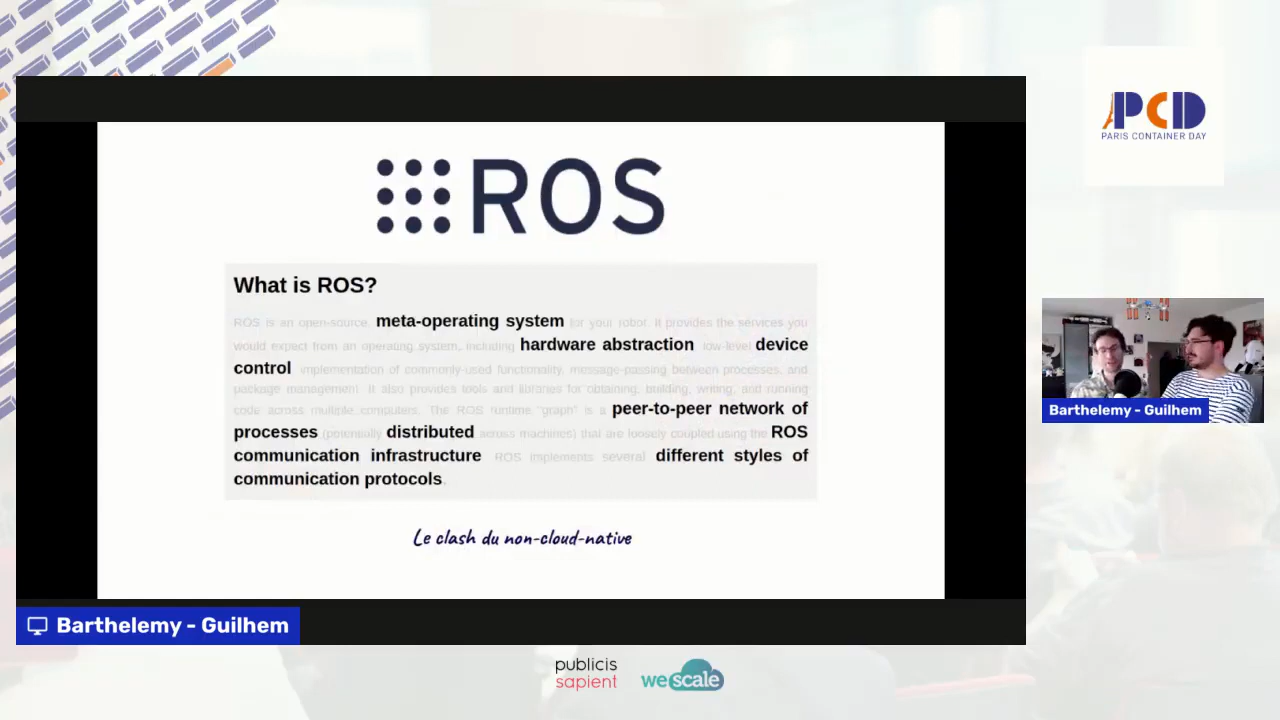 PCD
PARIS CONTAINER DAY
ROS
What is ROS?
ROS is an open-source, meta-operating system for your robot. It provides the services you
would expect from an operating system, including hardware abstraction low-level device
control implementation of commonly-used functionality, message-passing between processes, and
package management. It also provides tools and libraries for obtaining, building, writing, and running
code across multiple computers. The ROS runtime "graph" is a peer-to-peer network of
processes (potentially distributed across machines) that are loosely coupled using the ROS
communication infrastructure ROS implements several different styles of
communication protocols.
Le clash du non-cloud-native
Barthelemy - Guilhem
Barthelemy - Guilhem
publicis
sapient
wescale